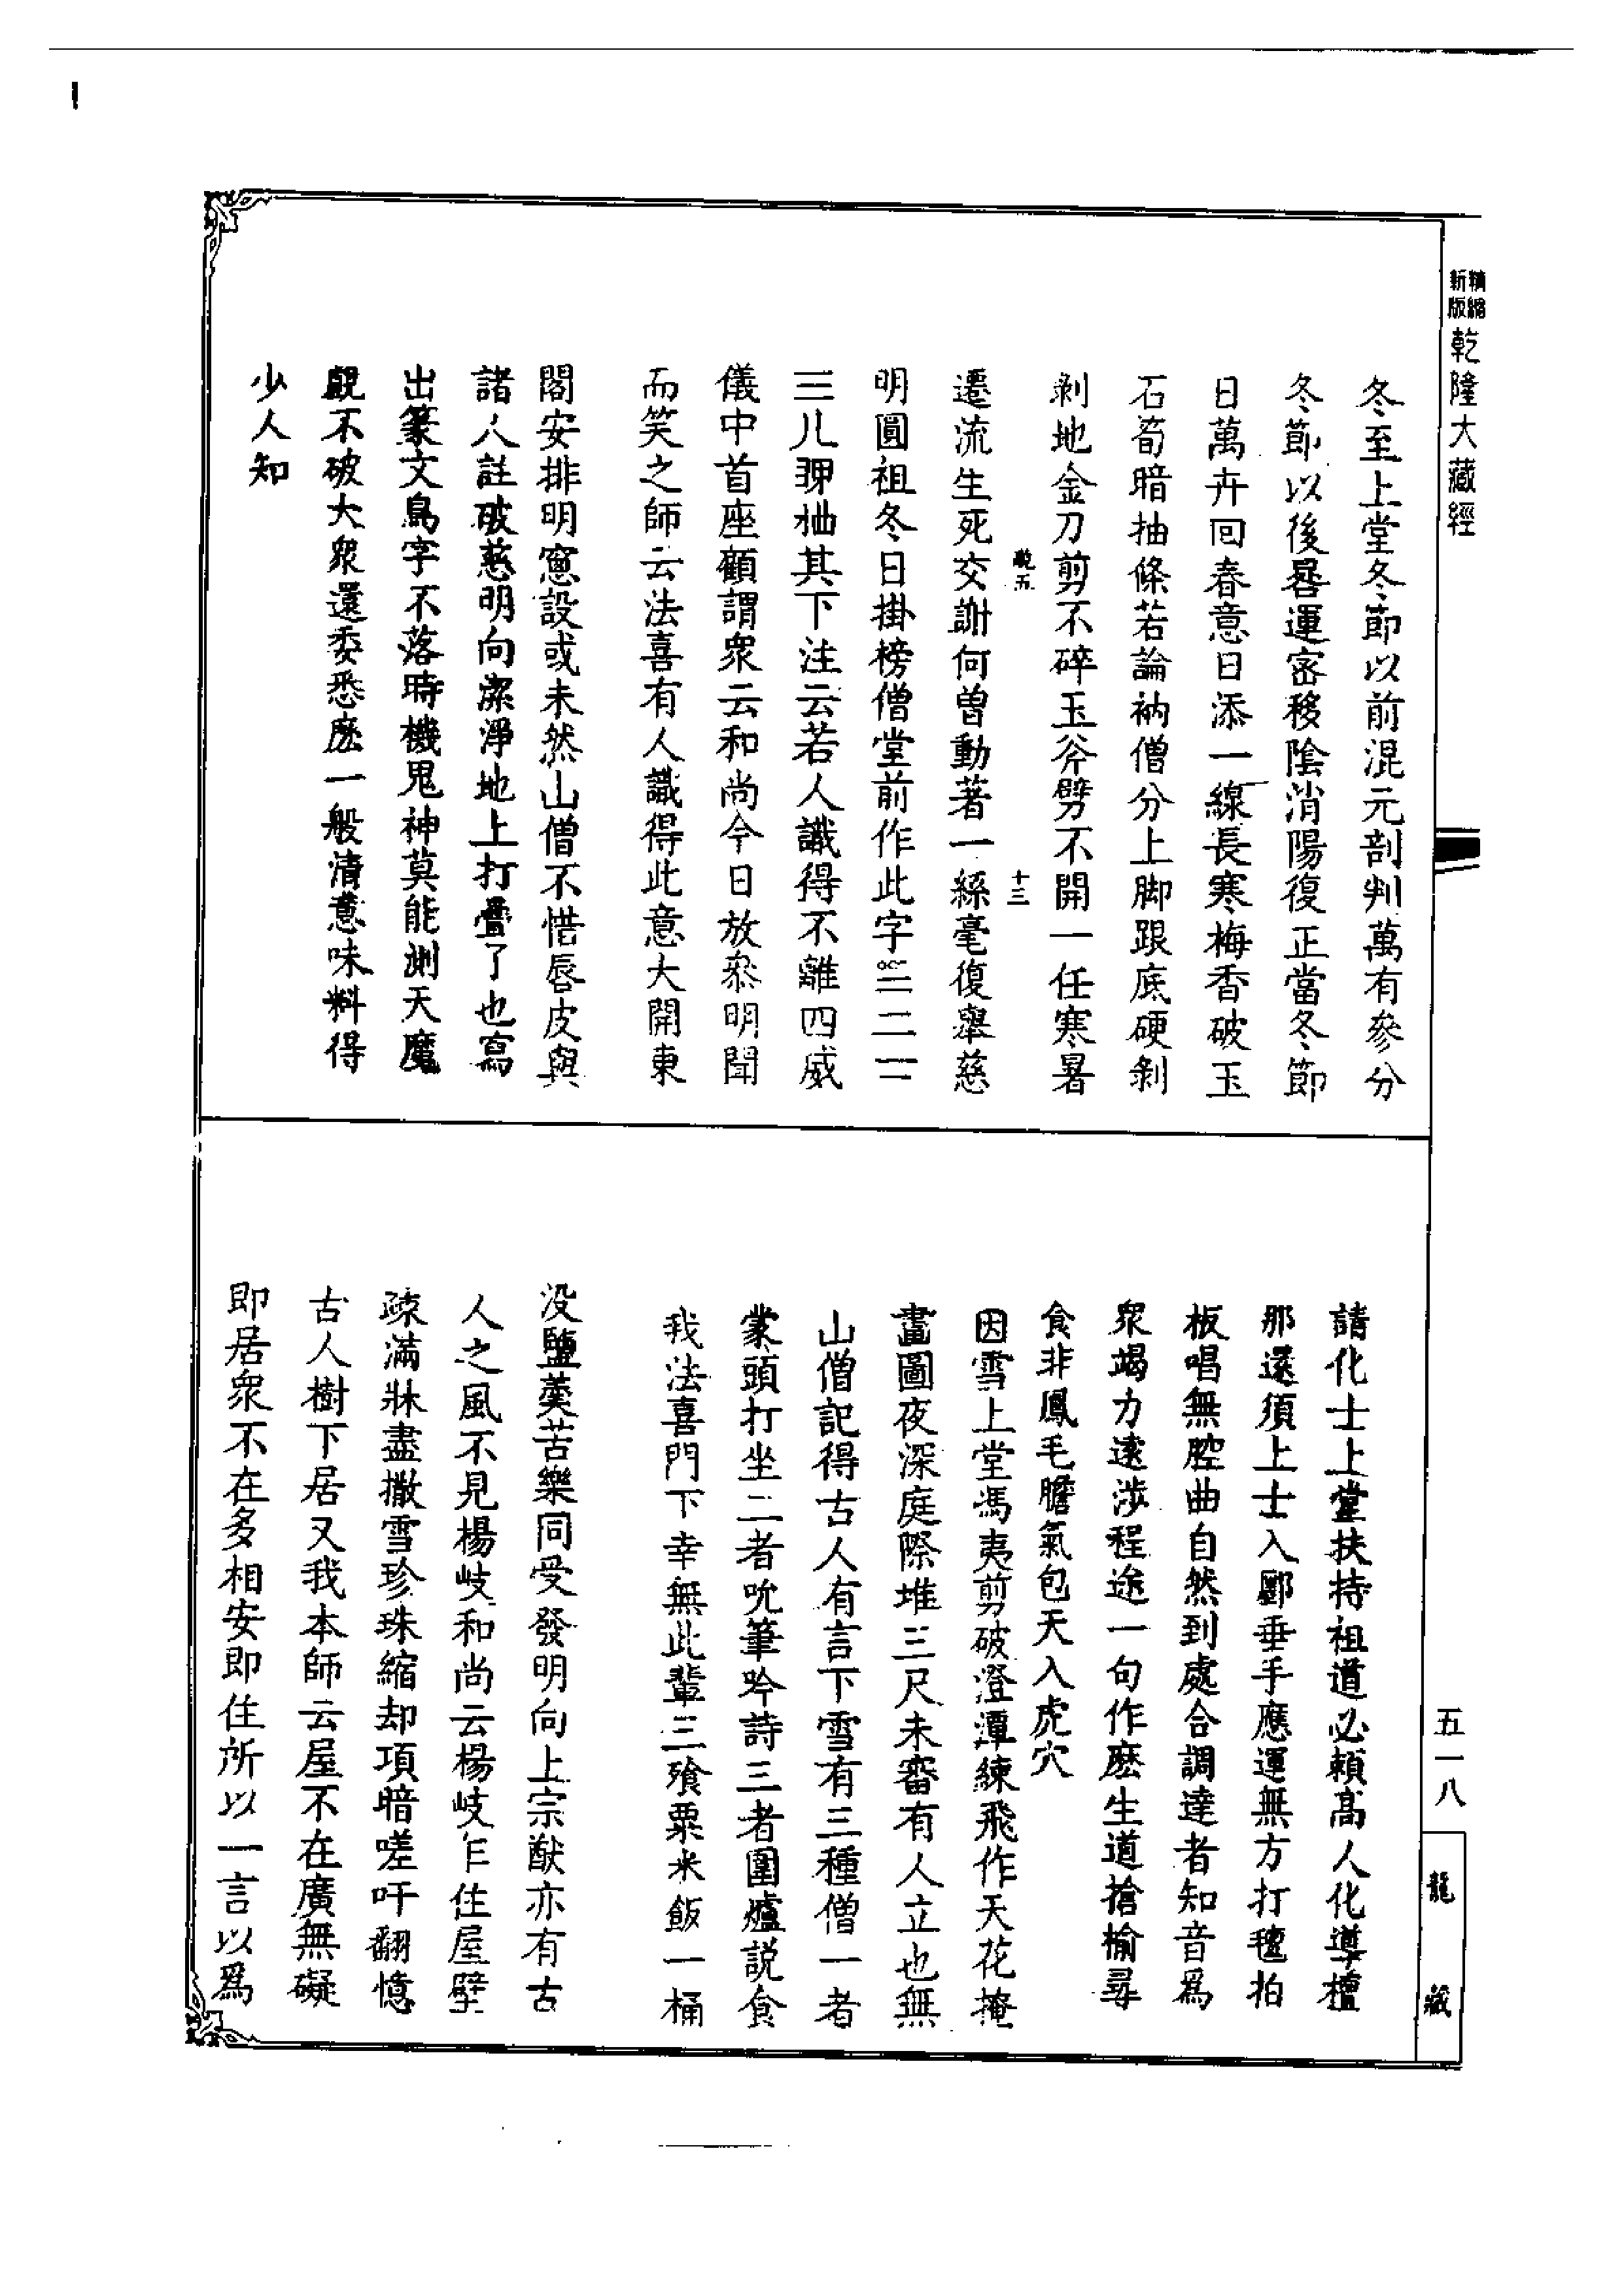 精縮
新版
乾隆大藏經
冬至上堂冬節以前混元剖判萬有參分
冬節以後晷運密移陰消陽復正當冬節
日萬卉回春意日添一線長寒梅香破玉
石筍暗抽條若論衲僧分上脚跟底硬剝
剝地金刀剪不碎玉斧劈不開一任寒暑
五
十三
遷流生死交謝何曾動著一絲毫復舉慈
明圓祖冬日掛榜僧堂前作此字 三二二
三几 其下注云若人識得不離四威
儀中首座顧謂眾云和尚今日放參明聞
而笑之師云法喜有人識得此意大開東
閣安排明窻設或未然山僧不惜唇皮與
諸人註破慈明向潔淨地上打疊了也寫
出篆文鳥字不落時機鬼神莫能測天魔
覷不破大眾還委悉麽一般清意味料得
少人知
請化士上堂扶持祖道必賴高人化導檀
那還須上士入鄽垂手應運無方打氊拍
板唱無腔曲自然到處合調達者知音爲
眾竭力遠涉程途一句作麽生道搶榆尋
食非鳳毛膽氣包天入虎穴
因雪上堂馮夷剪破澄潭練飛作天花掩
畫圖夜深庭際堆三尺未審有人立也無
山僧記得古人有言下雪有三種僧一者
蒙頭打坐二者吮筆吟詩三者圍爐説食
我法喜門下幸無此輩三飱粟米飯一桶
没鹽羹苦樂同受發明向上宗猷亦有古
人之風不見楊岐和尚云楊岐乍住屋壁
疎滿牀盡撒雪珍珠縮却項暗嗟吁翻憶
古人樹下居又我本師云屋不在廣無礙
即居眾不在多相安即住所以一言以爲
五一八
龍藏